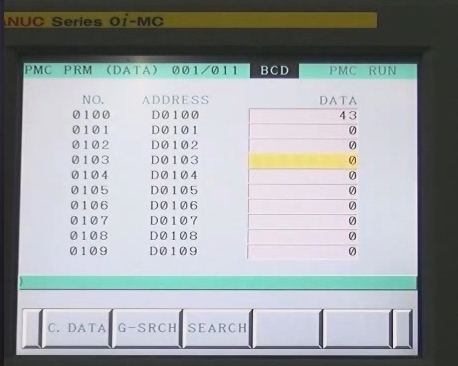 ANUC Series Oi-MC
PMC PRM (DATA) 001/011 BCD PMC RUN
NO. ADDRESS DATA
0100 D0100 43
0101 D0101 0
0102 D0102 0
0103 D0103 0
0104 D0104 0
0105 D0105 0
0106 D0106 0
0107 D0107 0
0108 D0108 0
0109 D0109 0
)
C. DATA G-SRCH SEARCH